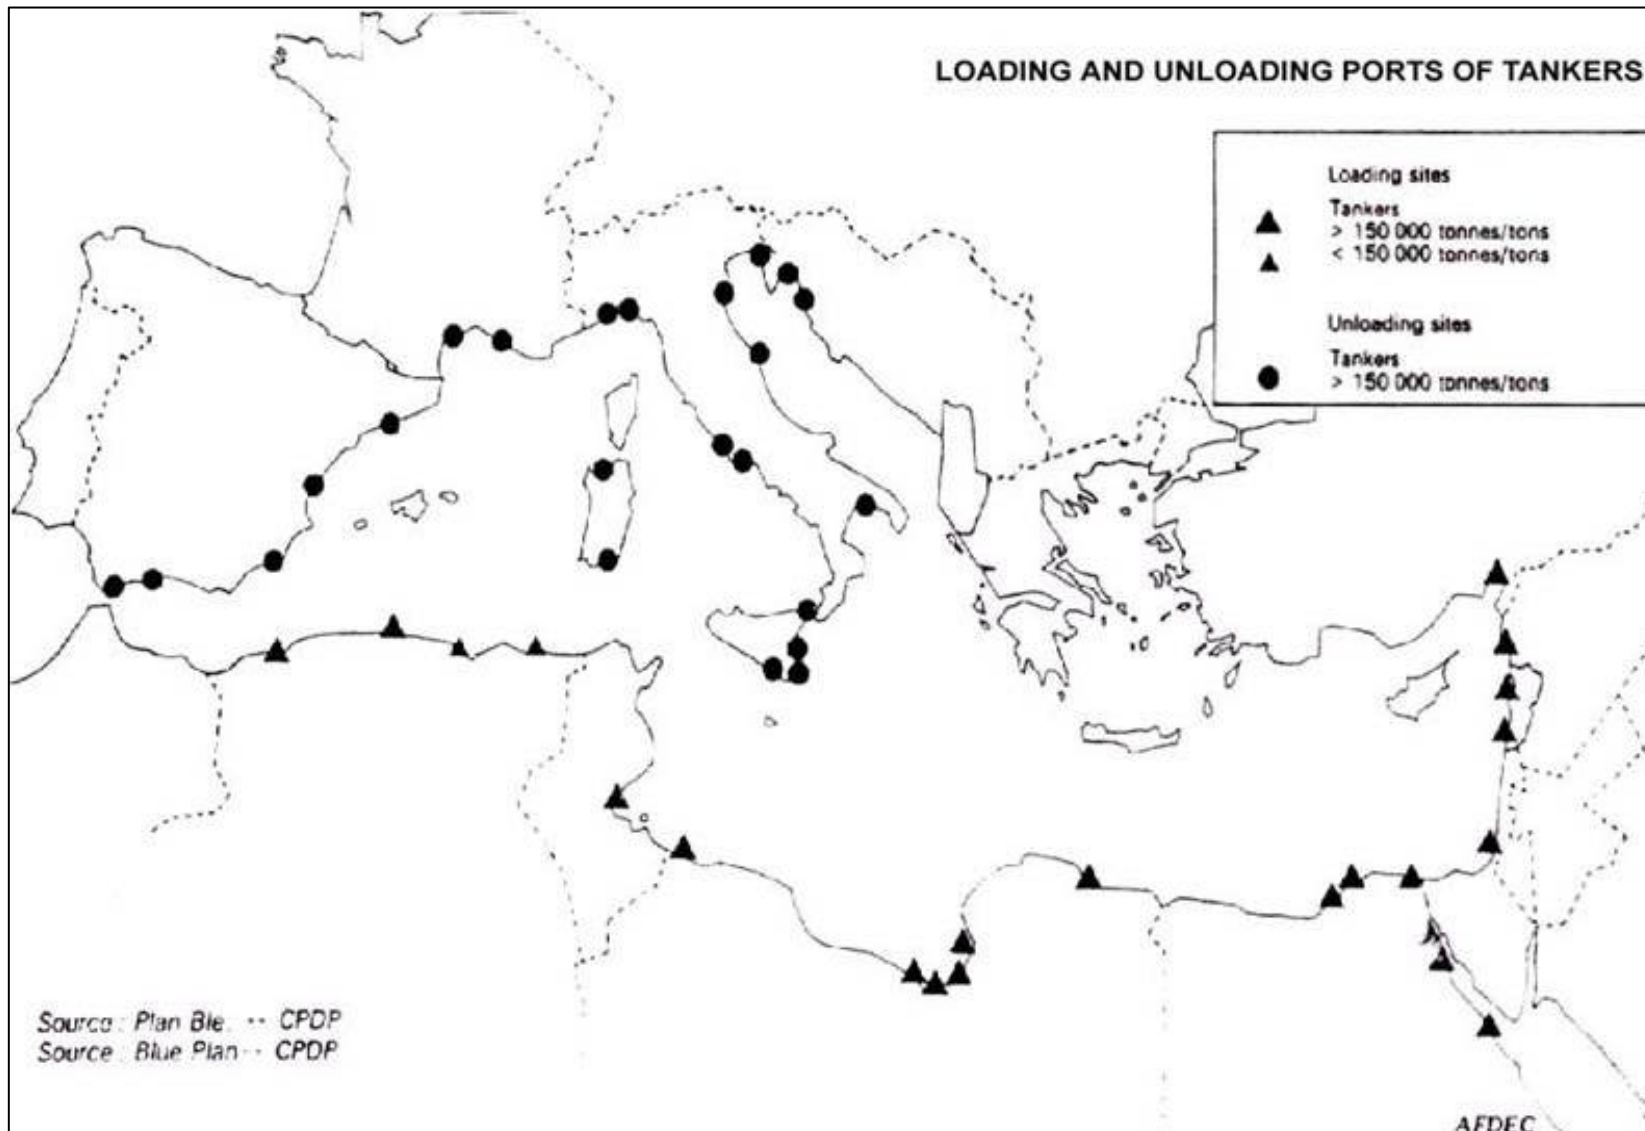 LOADING AND UNLOADING PORTS OF TANKERS
Loading sites
Tankers
> 150 000 tonnes/tons
< 150 000 tonnes/tons
Unloading sites
Tankers
> 150 000 tonnes/tons
Source : Plan Ble. -- CPDP
Source : Blue Plan -- CPDP
AFDEC